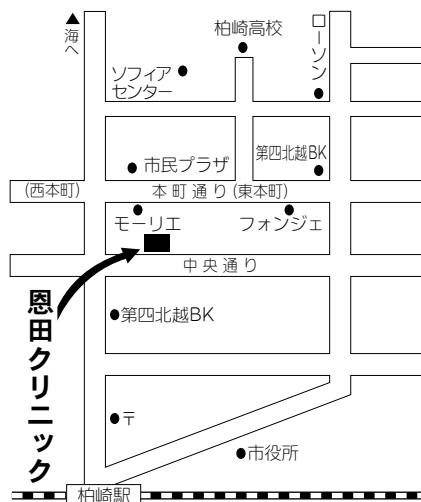 ▲海へ
柏崎高校
ローソン
ソフィア
センター
市民プラザ
第四北越BK
(西本町)
本町通り(東本町)
モーリエ
フォンジェ
中央通り
恩田クリニック
第四北越BK
〒
市役所
柏崎駅